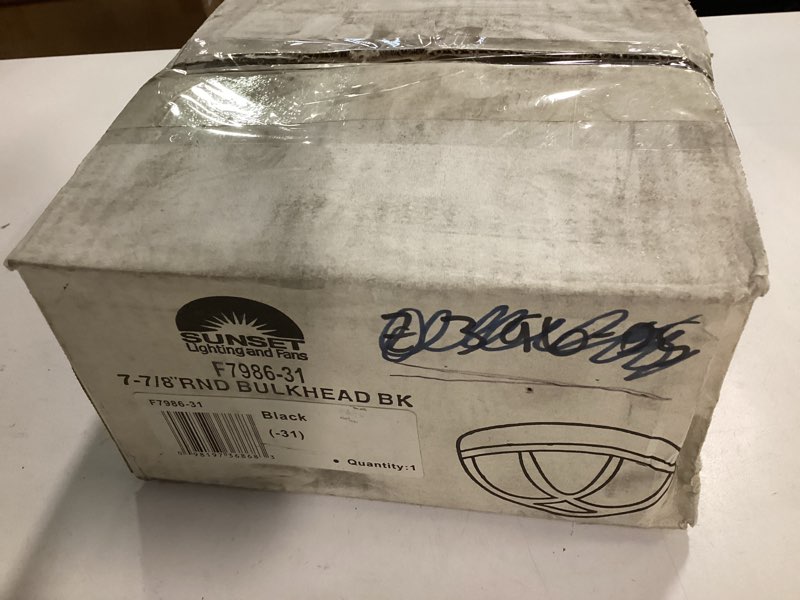 SUNSET
Lighting and Fans
F7986-31
7-7/8"RND BULKHEAD BK
F7986-31
Black
(-31)
• Quantity:1